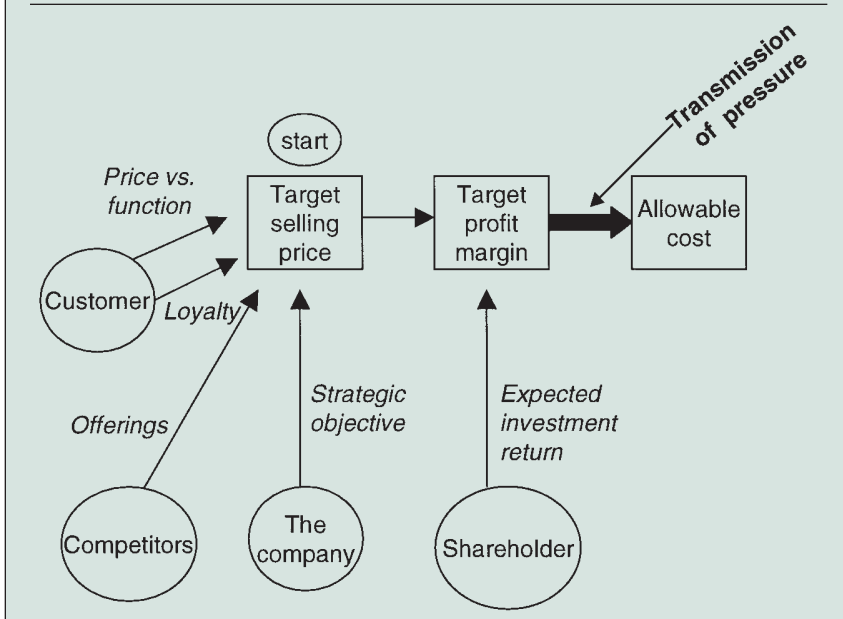 Transmission
of pressure
start
Price vs.
function
Target
selling
price
Target
profit
margin
Allowable
cost
Customer
Loyalty
Offerings
Strategic
objective
Expected
investment
return
Competitors
The
company
Shareholder